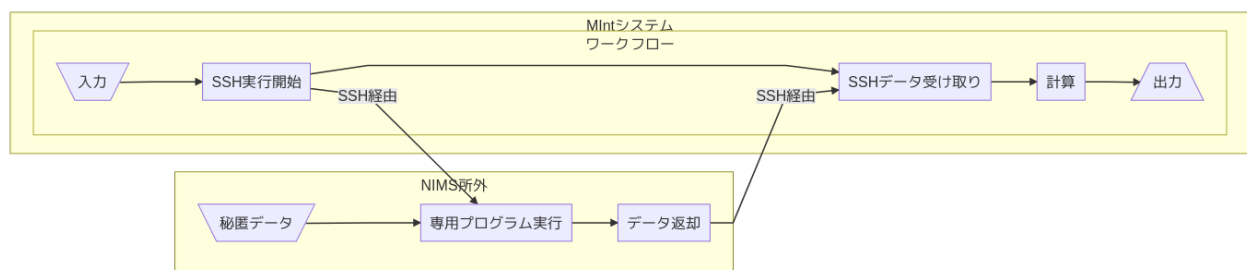 MIntシステム
ワークフロー
入力
SSH実行開始
SSH経由
SSH経由
SSHデータ受け取り
計算
出力
NIMS所外
秘匿データ
専用プログラム実行
データ返却